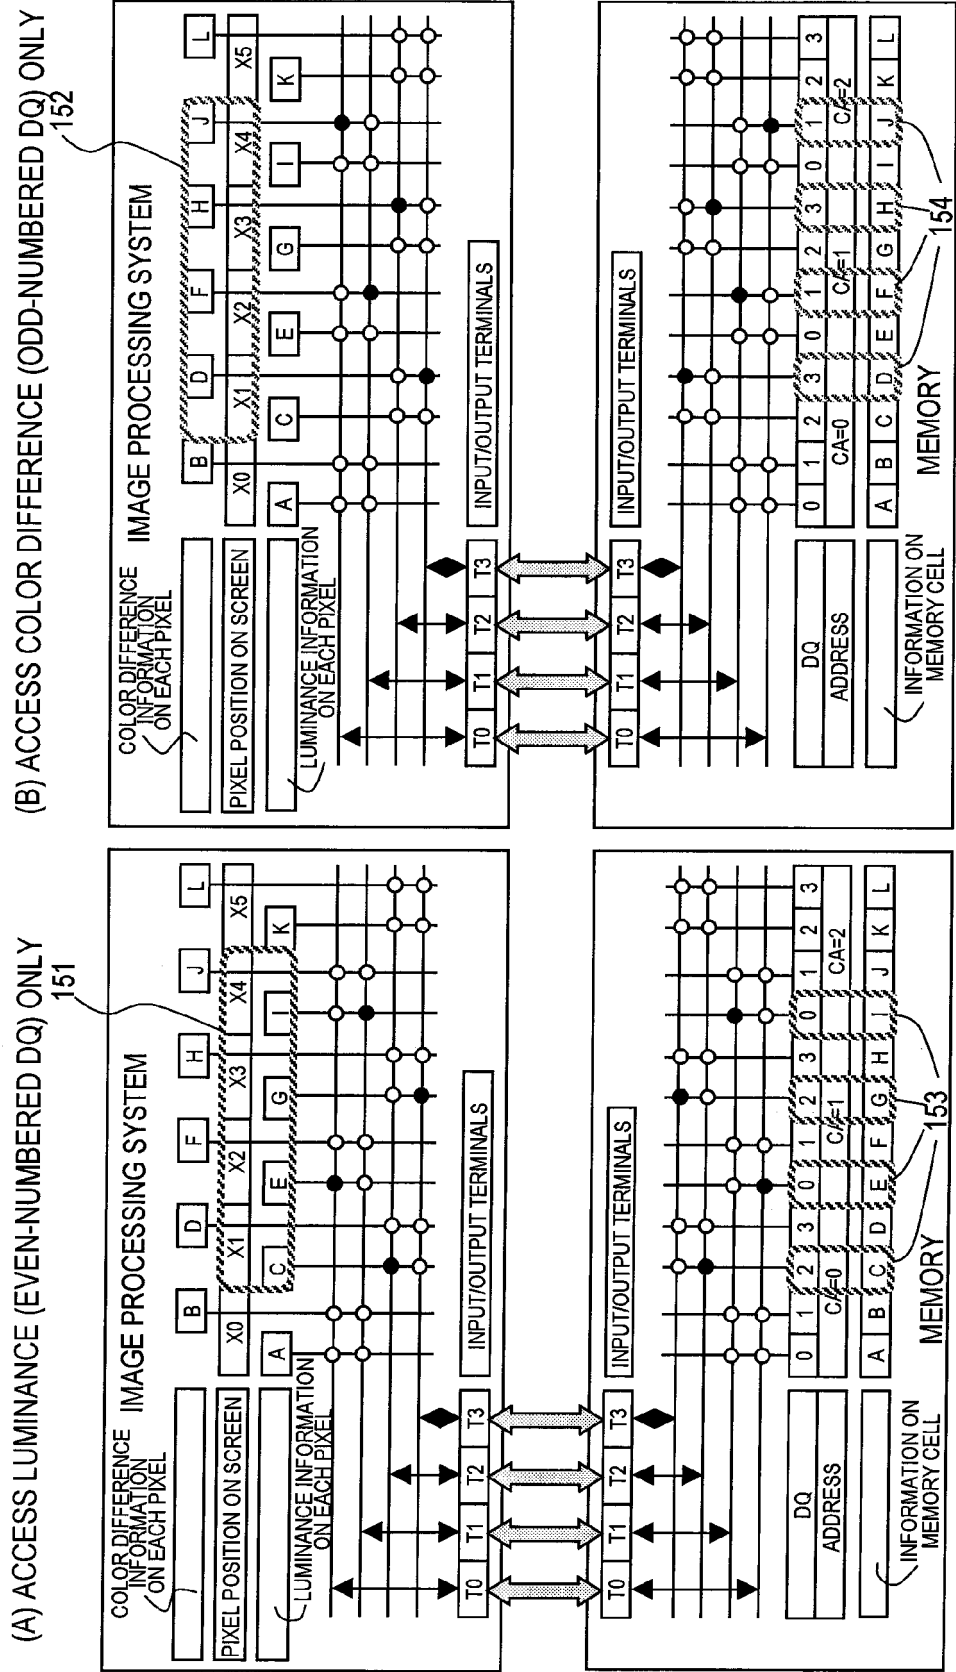 (A) ACCESS LUMINANCE (EVEN-NUMBERED DQ) ONLY
151
IMAGE PROCESSING SYSTEM
COLOR DIFFERENCE
INFORMATION
ON EACH PIXEL
B D F H J L
PIXEL POSITION ON SCREEN
X0 X1 X2 X3 X4 X5
A C E G I K
LUMINANCE INFORMATION
ON EACH PIXEL
T0 T1 T2 T3
INPUT/OUTPUT TERMINALS
T0 T1 T2 T3
INPUT/OUTPUT TERMINALS
DQ
0 1 2 3 0 1 2 3 0 1 2 3
ADDRESS
CA=0 CA=1 CA=2
A B C D E F G H I J K L
INFORMATION ON
MEMORY CELL
MEMORY
153
(B) ACCESS COLOR DIFFERENCE (ODD-NUMBERED DQ) ONLY
152
IMAGE PROCESSING SYSTEM
COLOR DIFFERENCE
INFORMATION
ON EACH PIXEL
B D F H J L
PIXEL POSITION ON SCREEN
X0 X1 X2 X3 X4 X5
A C E G I K
LUMINANCE INFORMATION
ON EACH PIXEL
T0 T1 T2 T3
INPUT/OUTPUT TERMINALS
T0 T1 T2 T3
INPUT/OUTPUT TERMINALS
DQ
0 1 2 3 0 1 2 3 0 1 2 3
ADDRESS
CA=0 CA=1 CA=2
A B C D E F G H I J K L
INFORMATION ON
MEMORY CELL
MEMORY
154